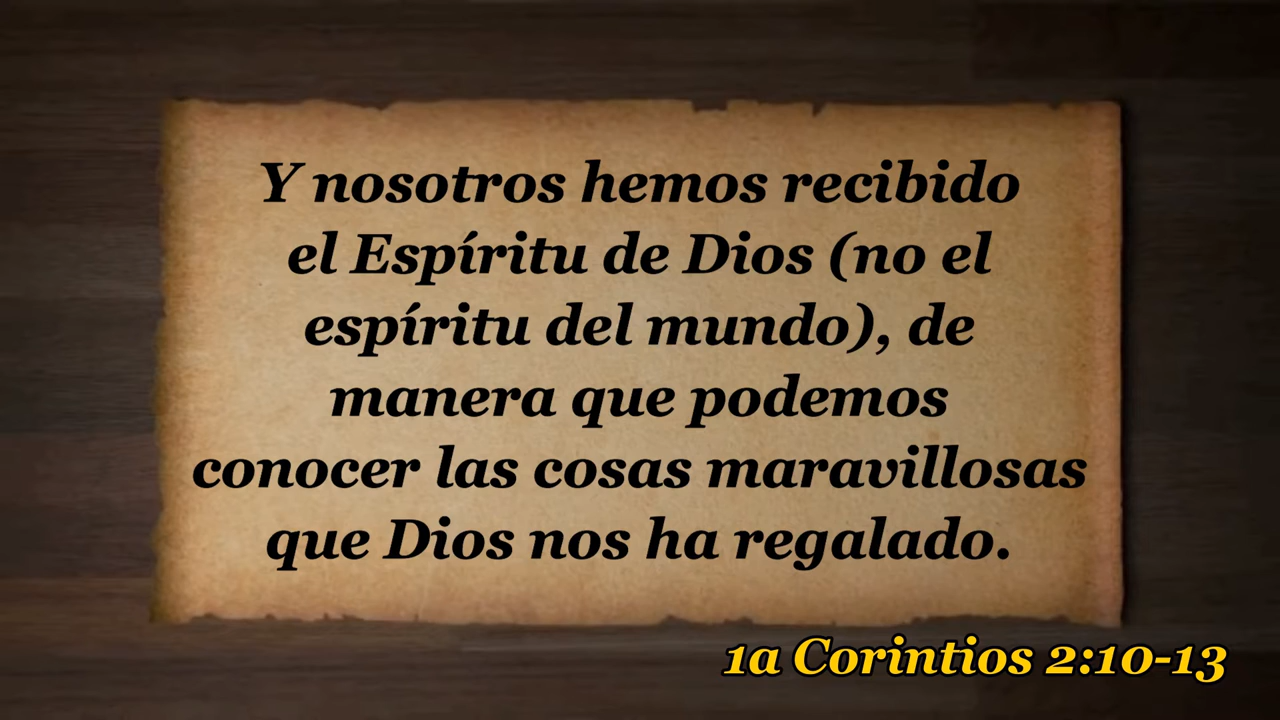 Y nosotros hemos recibido
el Espíritu de Dios (no el
espíritu del mundo), de
manera que podemos
conocer las cosas maravillosas
que Dios nos ha regalado.
1a Corintios 2:10-13